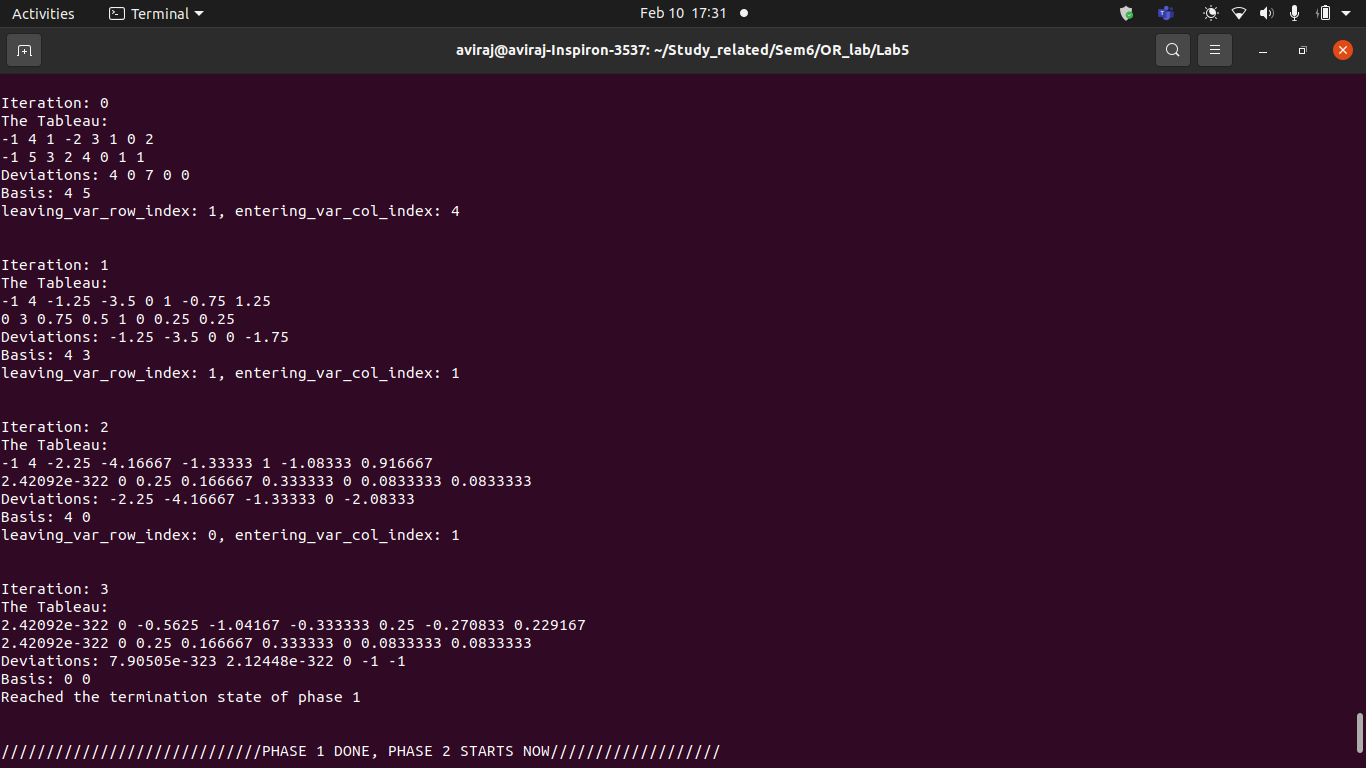 Activities Terminal Feb 10 17:31
aviraj@aviraj-Inspiron-3537: ~/Study_related/Sem6/OR_lab/Lab5
Iteration: 0
The Tableau:
-1 4 1 -2 3 1 0 2
-1 5 3 2 4 0 1 1
Deviations: 4 0 7 0 0
Basis: 4 5
leaving_var_row_index: 1, entering_var_col_index: 4
Iteration: 1
The Tableau:
-1 4 -1.25 -3.5 0 1 -0.75 1.25
0 3 0.75 0.5 1 0 0.25 0.25
Deviations: -1.25 -3.5 0 0 -1.75
Basis: 4 3
leaving_var_row_index: 1, entering_var_col_index: 1
Iteration: 2
The Tableau:
-1 4 -2.25 -4.16667 -1.33333 1 -1.08333 0.916667
2.42092e-322 0 0.25 0.166667 0.333333 0 0.0833333 0.0833333
Deviations: -2.25 -4.16667 -1.33333 0 -2.08333
Basis: 4 0
leaving_var_row_index: 0, entering_var_col_index: 1
Iteration: 3
The Tableau:
2.42092e-322 0 -0.5625 -1.04167 -0.333333 0.25 -0.270833 0.229167
2.42092e-322 0 0.25 0.166667 0.333333 0 0.0833333 0.0833333
Deviations: 7.90505e-323 2.12448e-322 0 -1 -1
Basis: 0 0
Reached the termination state of phase 1
/////////////////////////////PHASE 1 DONE, PHASE 2 STARTS NOW///////////////////